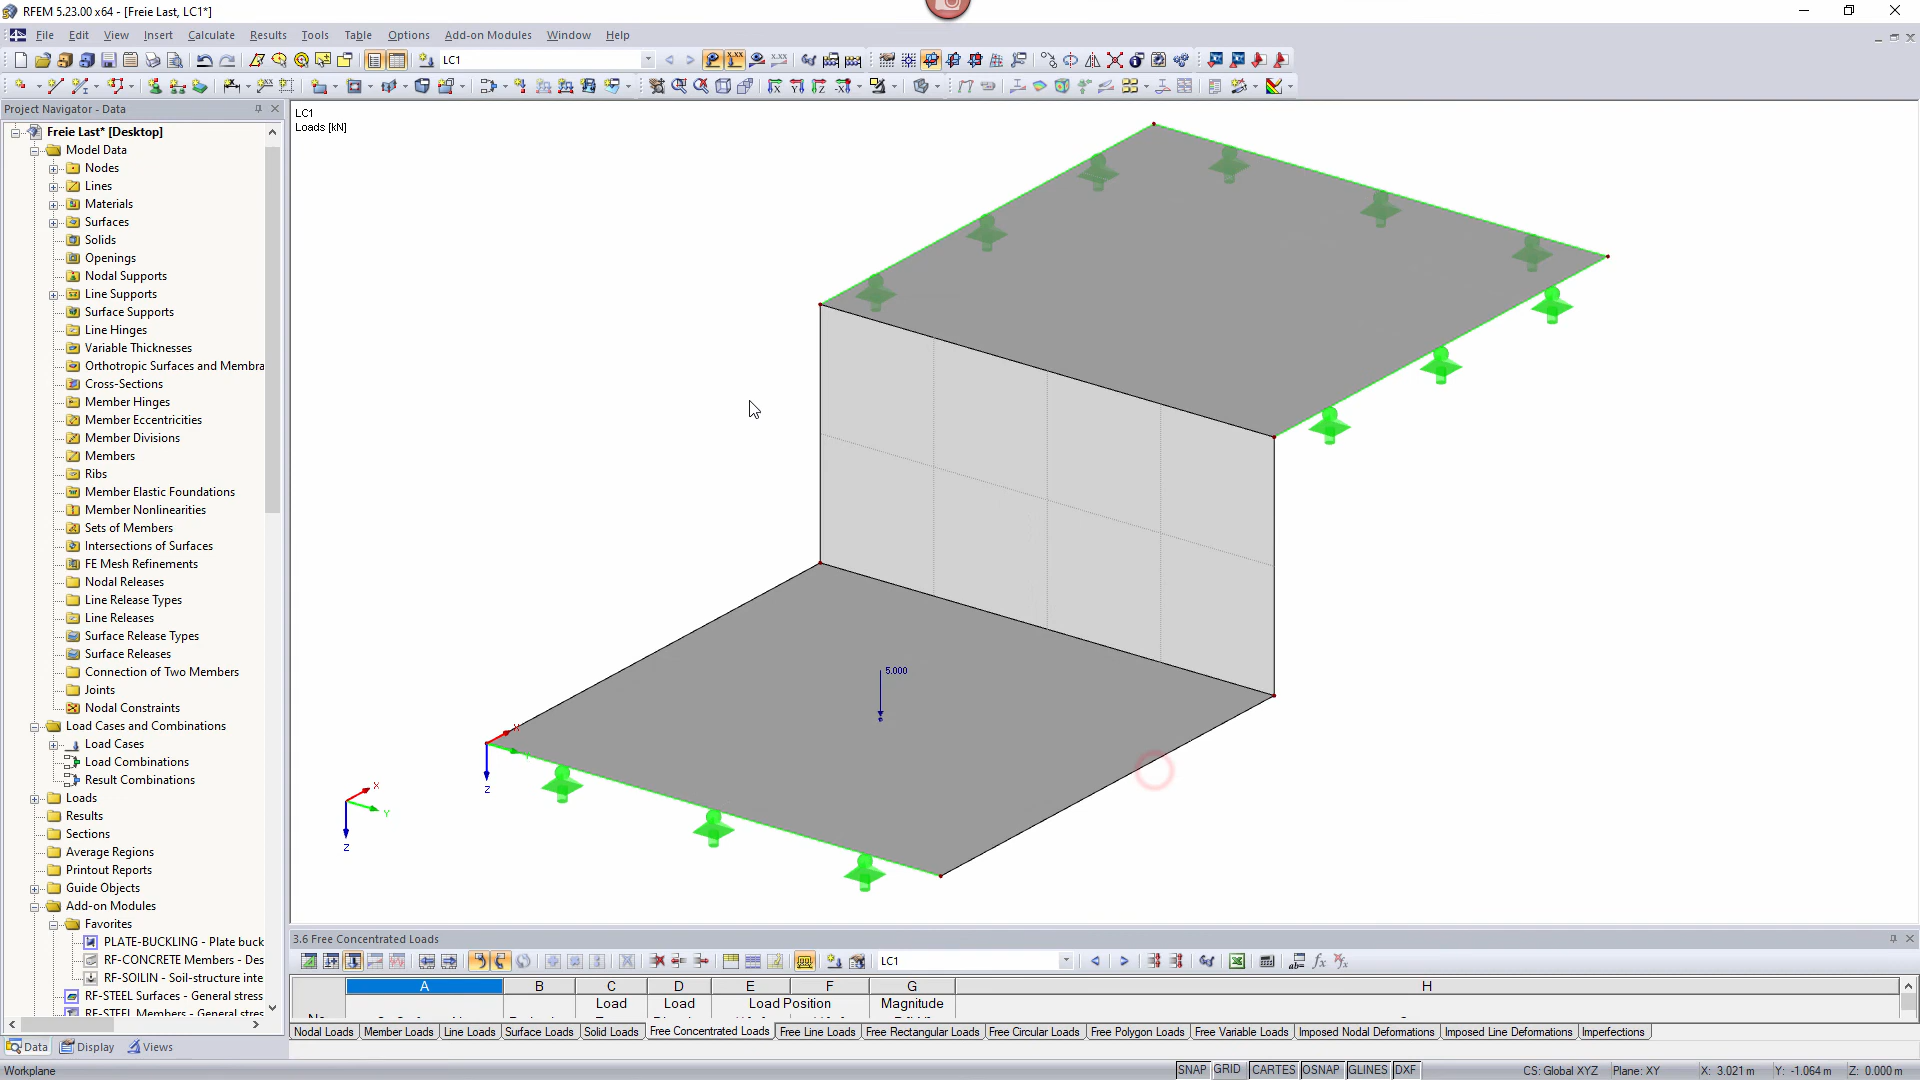 RFEM 5.23.00 x64 - [Freie Last, LC1*]
File Edit View Insert Calculate Results Tools Table Options Add-on Modules Window Help
LC1
Project Navigator - Data
Freie Last* [Desktop]
Model Data
Nodes
Lines
Materials
Surfaces
Solids
Openings
Nodal Supports
Line Supports
Surface Supports
Line Hinges
Variable Thicknesses
Orthotropic Surfaces and Membra
Cross-Sections
Member Hinges
Member Eccentricities
Member Divisions
Members
Ribs
Member Elastic Foundations
Member Nonlinearities
Sets of Members
Intersections of Surfaces
FE Mesh Refinements
Nodal Releases
Line Release Types
Line Releases
Surface Release Types
Surface Releases
Connection of Two Members
Joints
Nodal Constraints
Load Cases and Combinations
Load Cases
Load Combinations
Result Combinations
Loads
Results
Sections
Average Regions
Printout Reports
Guide Objects
Add-on Modules
Favorites
PLATE-BUCKLING - Plate buck
RF-CONCRETE Members - Des
RF-SOILIN - Soil-structure inte
RF-STEEL Surfaces - General stress
RF-STEEL Members - General stres
Data Display Views
LC1
Loads [kN]
5.000
X
Z
X
Y
Z
3.6 Free Concentrated Loads
LC1
A B C D E F G H
Load Load Load Position Magnitude
Nodal Loads Member Loads Line Loads Surface Loads Solid Loads Free Concentrated Loads Free Line Loads Free Rectangular Loads Free Circular Loads Free Polygon Loads Free Variable Loads Imposed Nodal Deformations Imposed Line Deformations Imperfections
Workplane SNAP GRID CARTES OSNAP GLINES DXF CS: Global XYZ Plane: XY X: 3.021 m Y: -1.064 m Z: 0.000 m